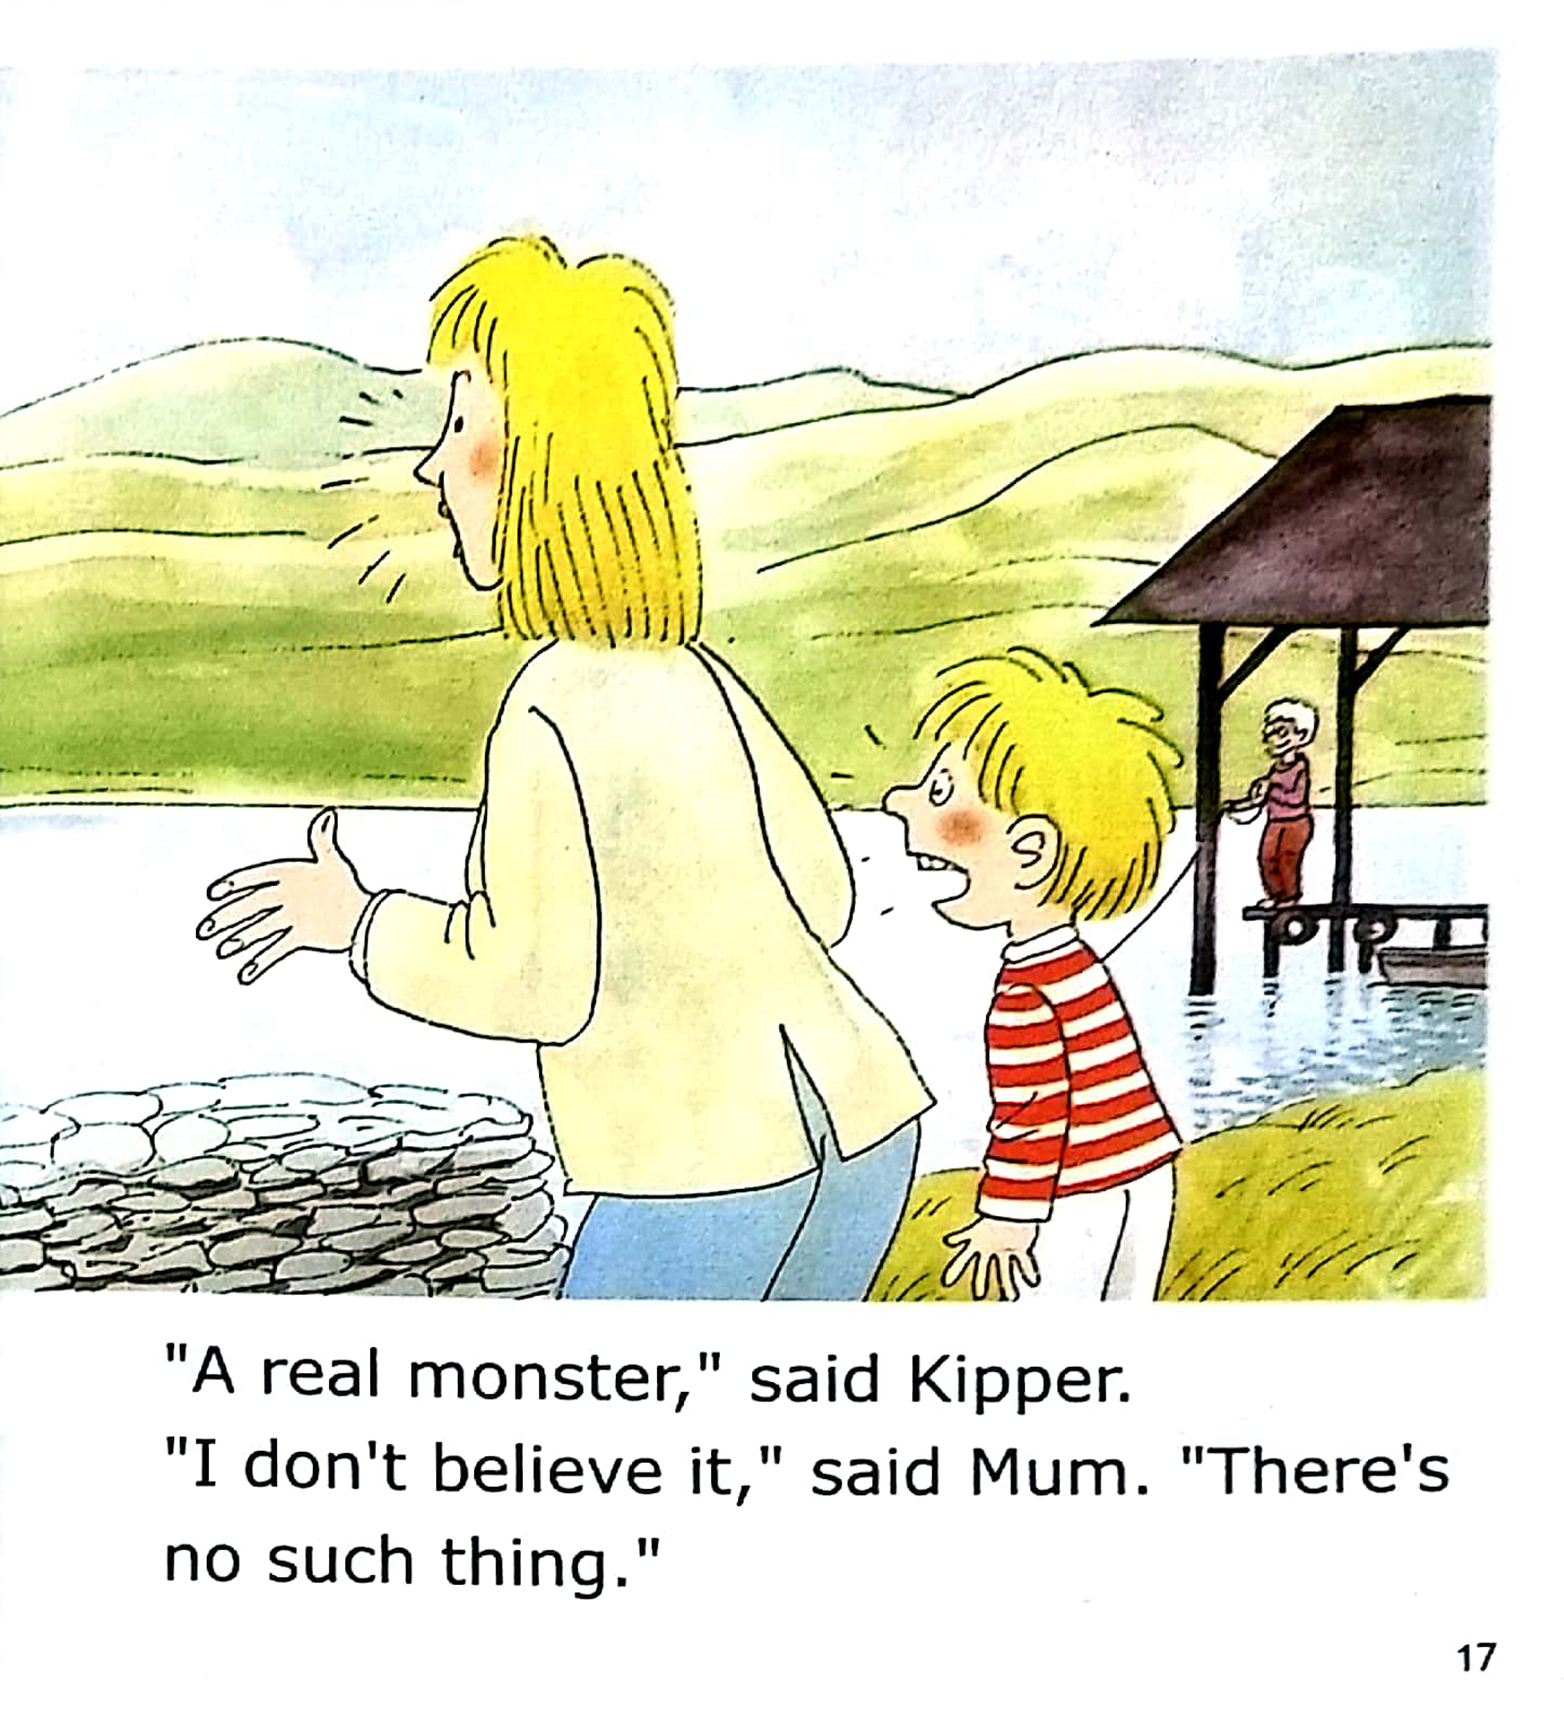 "A real monster," said Kipper.
"I don't believe it," said Mum. "There's
no such thing."
17